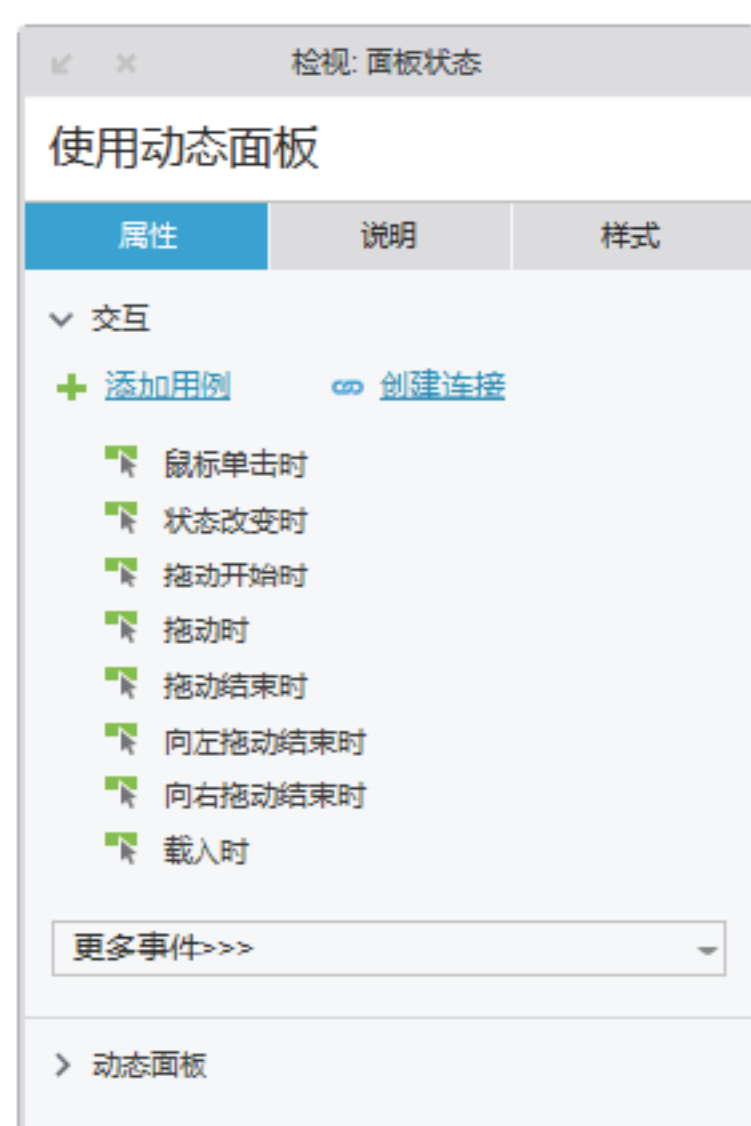 检视: 面板状态
使用动态面板
属性 说明 样式
交互
添加用例 创建连接
鼠标单击时
状态改变时
拖动开始时
拖动时
拖动结束时
向左拖动结束时
向右拖动结束时
载入时
更多事件>>>
动态面板